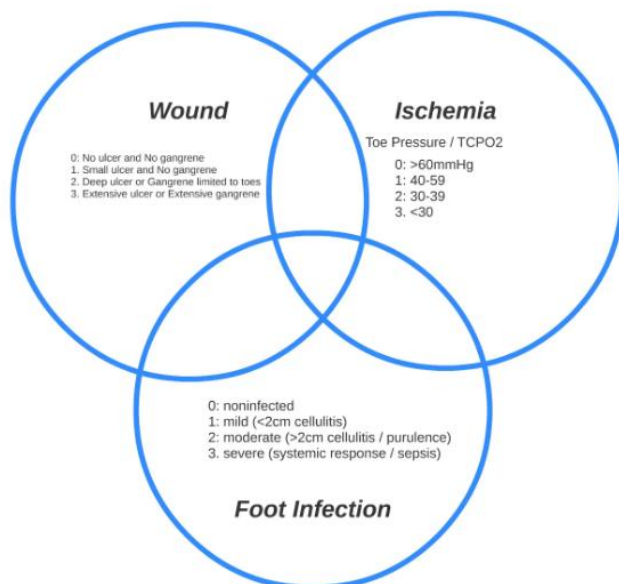 Wound
0: No ulcer and No gangrene
1. Small ulcer and No gangrene
2. Deep ulcer or Gangrene limited to toes
3. Extensive ulcer or Extensive gangrene
Ischemia
Toe Pressure / TCPO2
0: >60mmHg
1: 40-59
2: 30-39
3. <30
0: noninfected
1: mild (<2cm cellulitis)
2: moderate (>2cm cellulitis / purulence)
3. severe (systemic response / sepsis)
Foot Infection